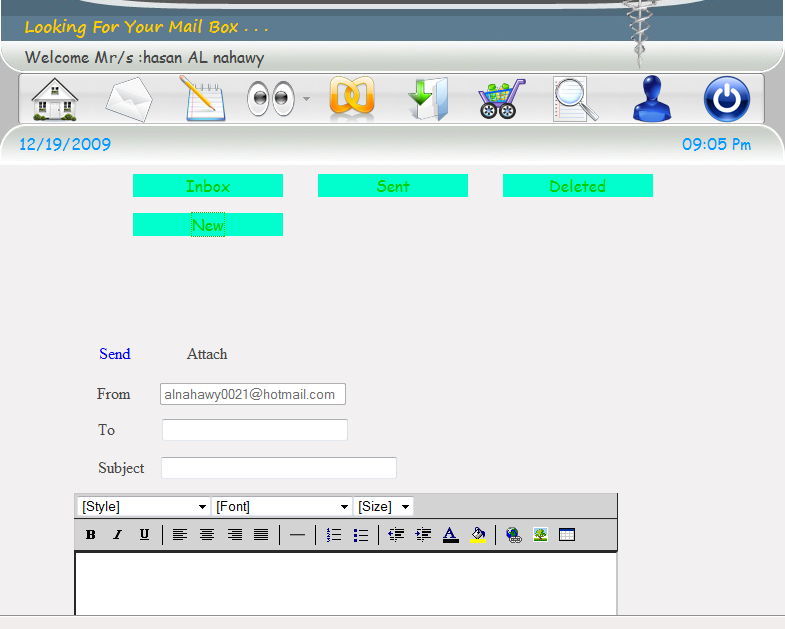 Looking For Your Mail Box . . .
Welcome Mr/s :hasan AL nahawy
12/19/2009 09:05 Pm
Inbox Sent Deleted
New
Send Attach
From alnahawy0021@hotmail.com
To
Subject
[Style] [Font] [Size]
B I U A